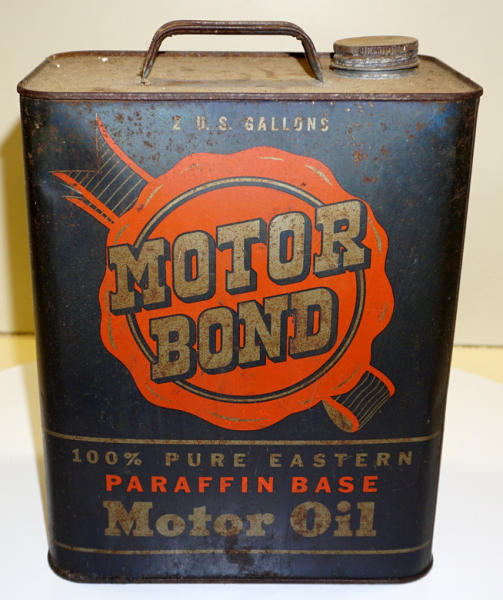 2 U.S. GALLONS
MOTOR
BOND
100% PURE EASTERN
PARAFFIN BASE
Motor Oil